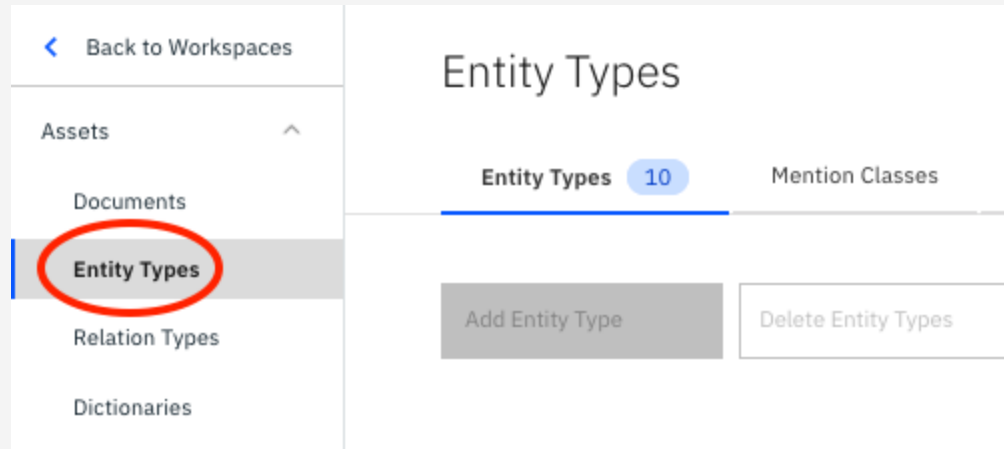 Back to Workspaces
Assets
Documents
Entity Types
Relation Types
Dictionaries
Entity Types
Entity Types 10
Mention Classes
Add Entity Type
Delete Entity Types